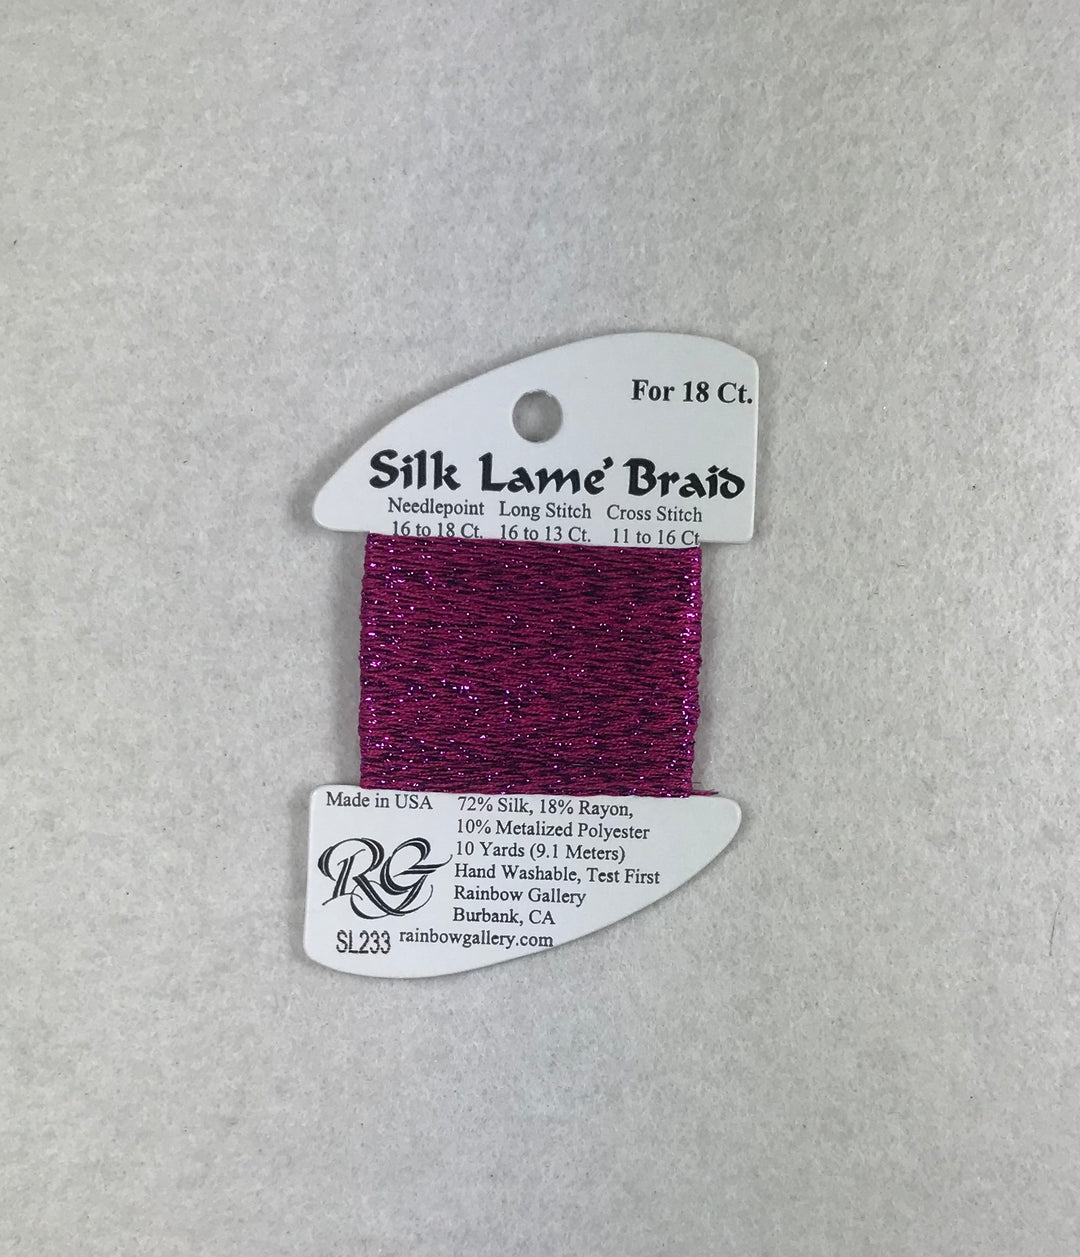 For 18 Ct.
Silk Lame' Braid
Needlepoint Long Stitch Cross Stitch
16 to 18 Ct. 16 to 13 Ct. 11 to 16 Ct
Made in USA
72% Silk, 18% Rayon,
10% Metalized Polyester
10 Yards (9.1 Meters)
Hand Washable, Test First
Rainbow Gallery
Burbank, CA
rainbowgallery.com
RG
SL233